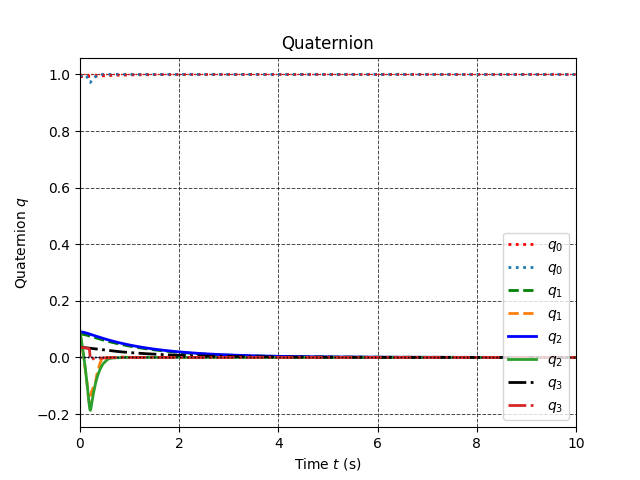 Quaternion
Quaternion q
1.0
0.8
0.6
0.4
0.2
0.0
−0.2
q₀
q₀
q₁
q₁
q₂
q₂
q₃
q₃
0 2 4 6 8 10
Time t (s)